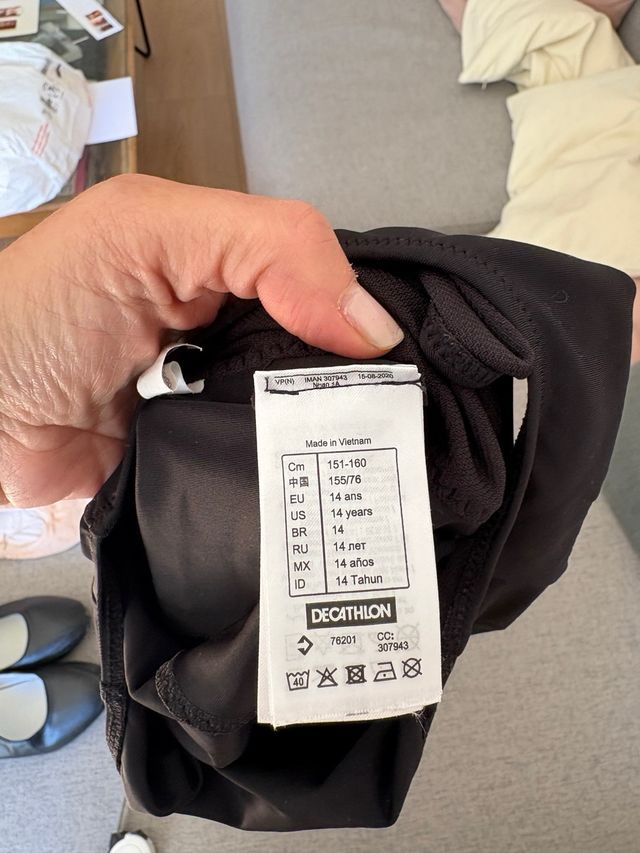 VP(N) IMAN 307943 15-08-2020
Made in Vietnam
Cm 151-160
中国 155/76
EU 14 ans
US 14 years
BR 14
RU 14 лет
MX 14 años
ID 14 Tahun
DECATHLON
76201 CC:
307943
40